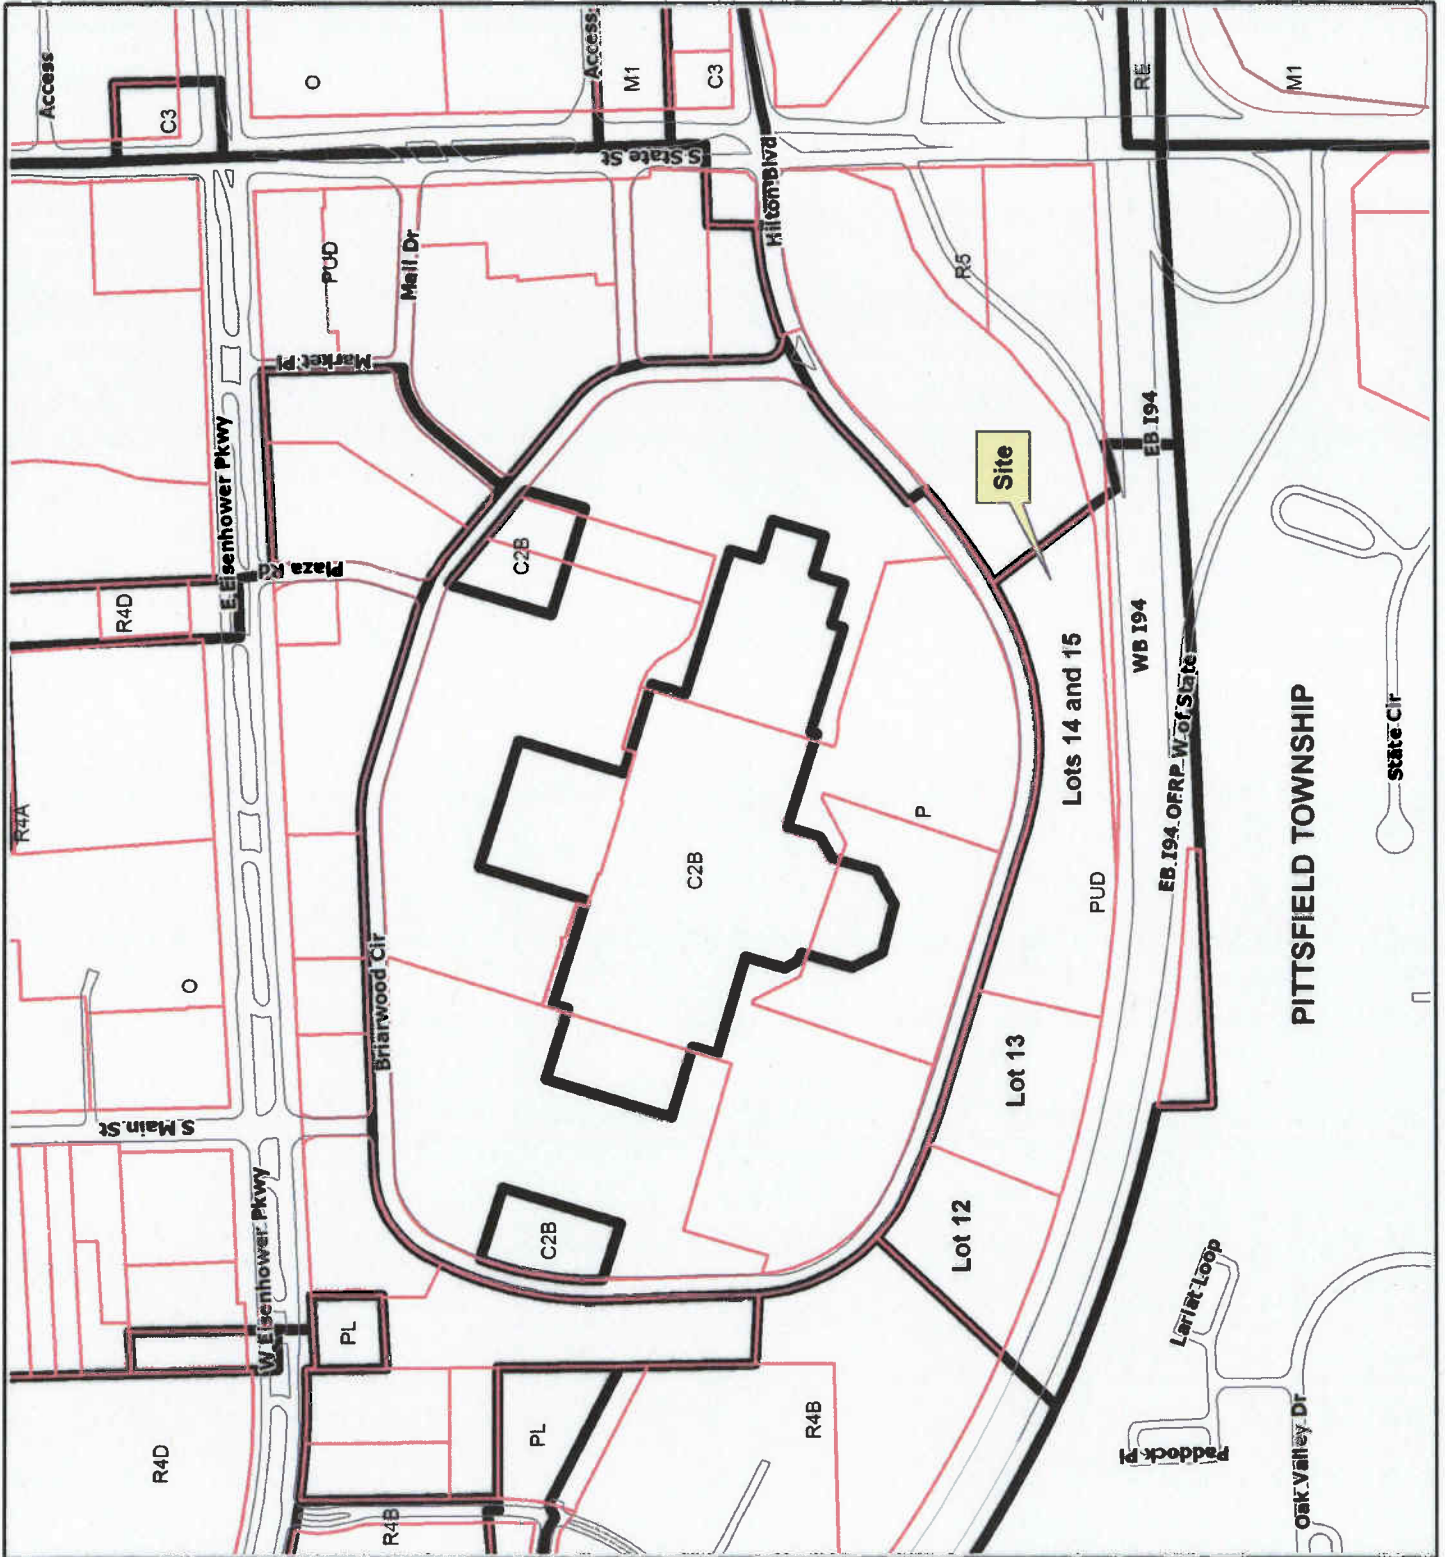 R4D
W Eisenhower Pkwy
S Main St
O
R4A
R4D
E Eisenhower Pkwy
C3
Access
O
PL
Briarwood Cir
Plaza Rd
Market Pl
PUD
Mall Dr
R4B
PL
C2B
C2B
C2B
S State St
Access
M1
C3
Hilton Blvd
R4B
P
R5
Site
Lot 12
Lot 13
Lots 14 and 15
PUD
WB I94
EB I94
RE
EB I94 OFRP W of State
M1
Paddock Pl
Lariat Loop
Oak Valley Dr
PITTSFIELD TOWNSHIP
State Cir